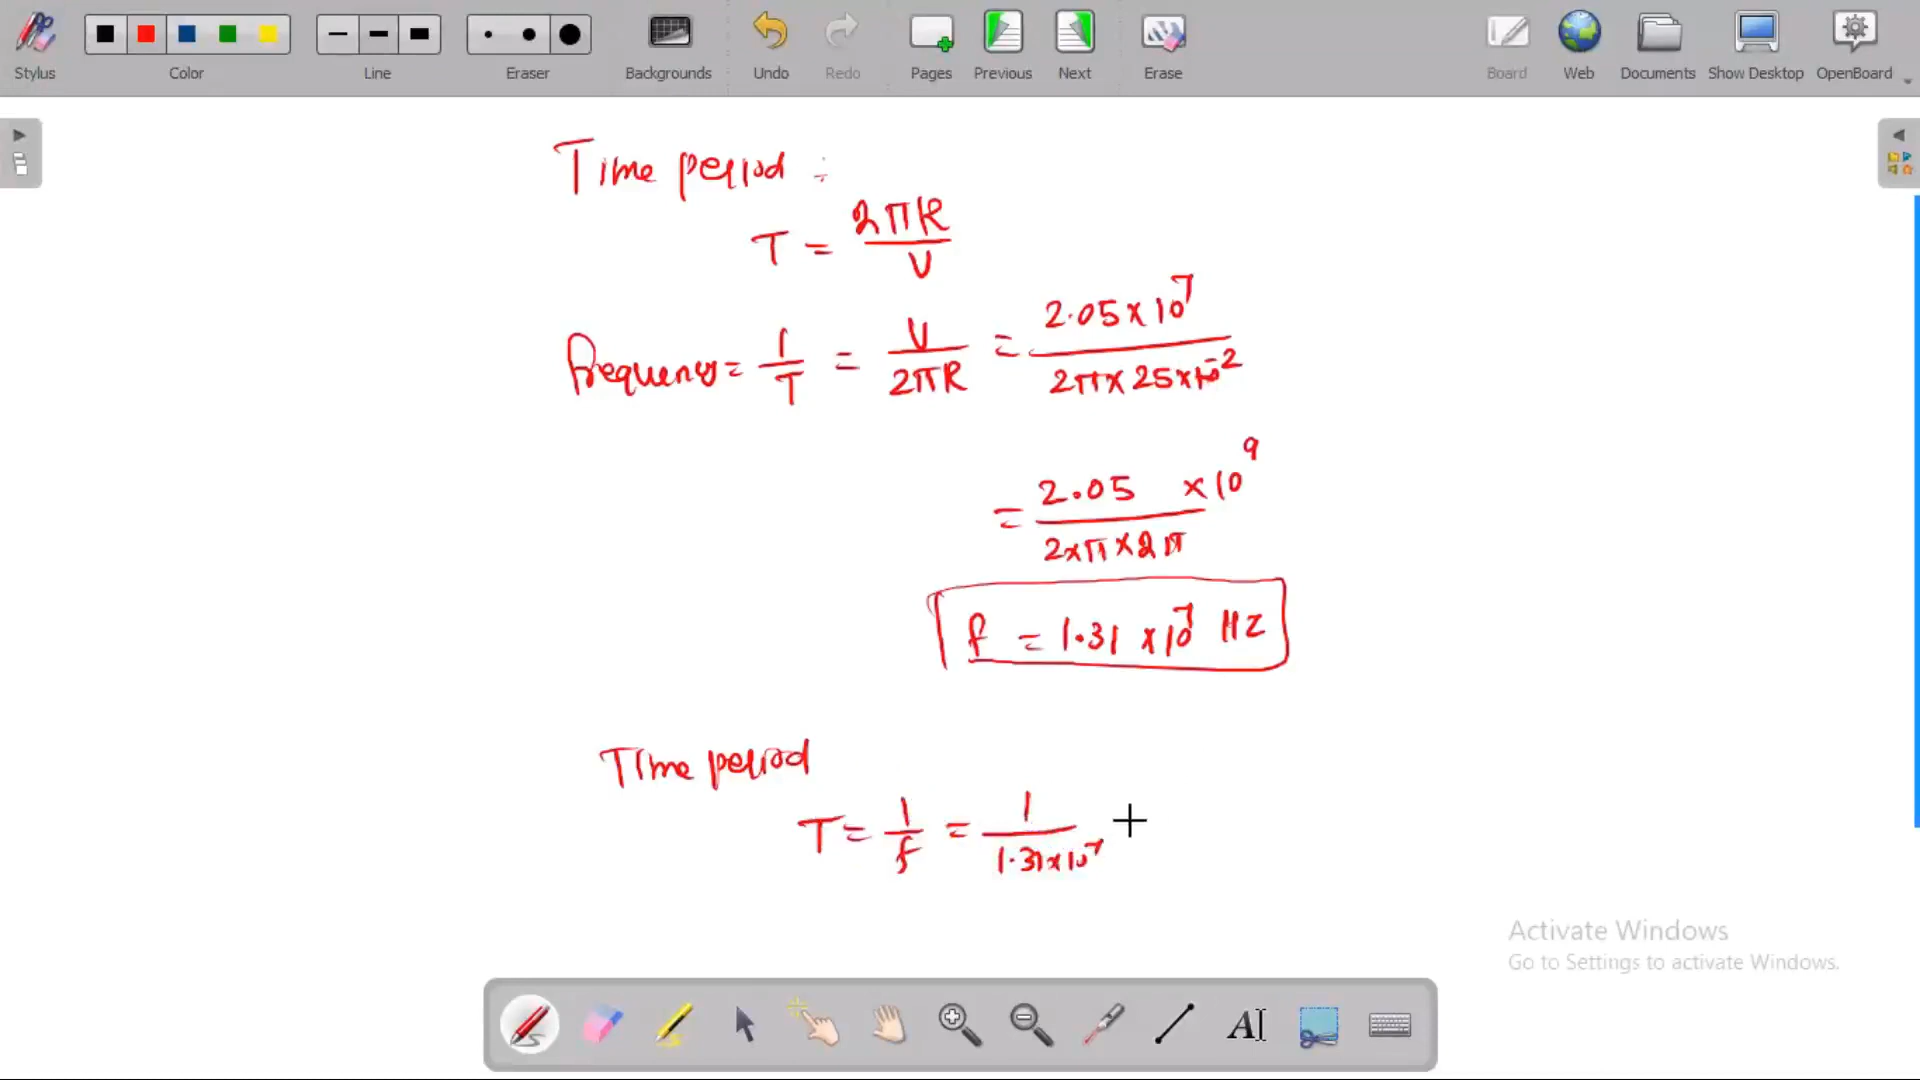 Stylus Color Line Eraser Backgrounds Undo Redo Pages Previous Next Erase Board Web Documents Show Desktop OpenBoard
Time period :
T = 2πR / V
frequency = 1/T = V / 2πR = 2.05 x 10^7 / 2π x 25 x 10^-2
= 2.05 x 10^9 / 2 x π x 2π
f = 1.31 x 10^7 Hz
Time period
T = 1/f = 1 / 1.31 x 10^7
Activate Windows
Go to Settings to activate Windows.